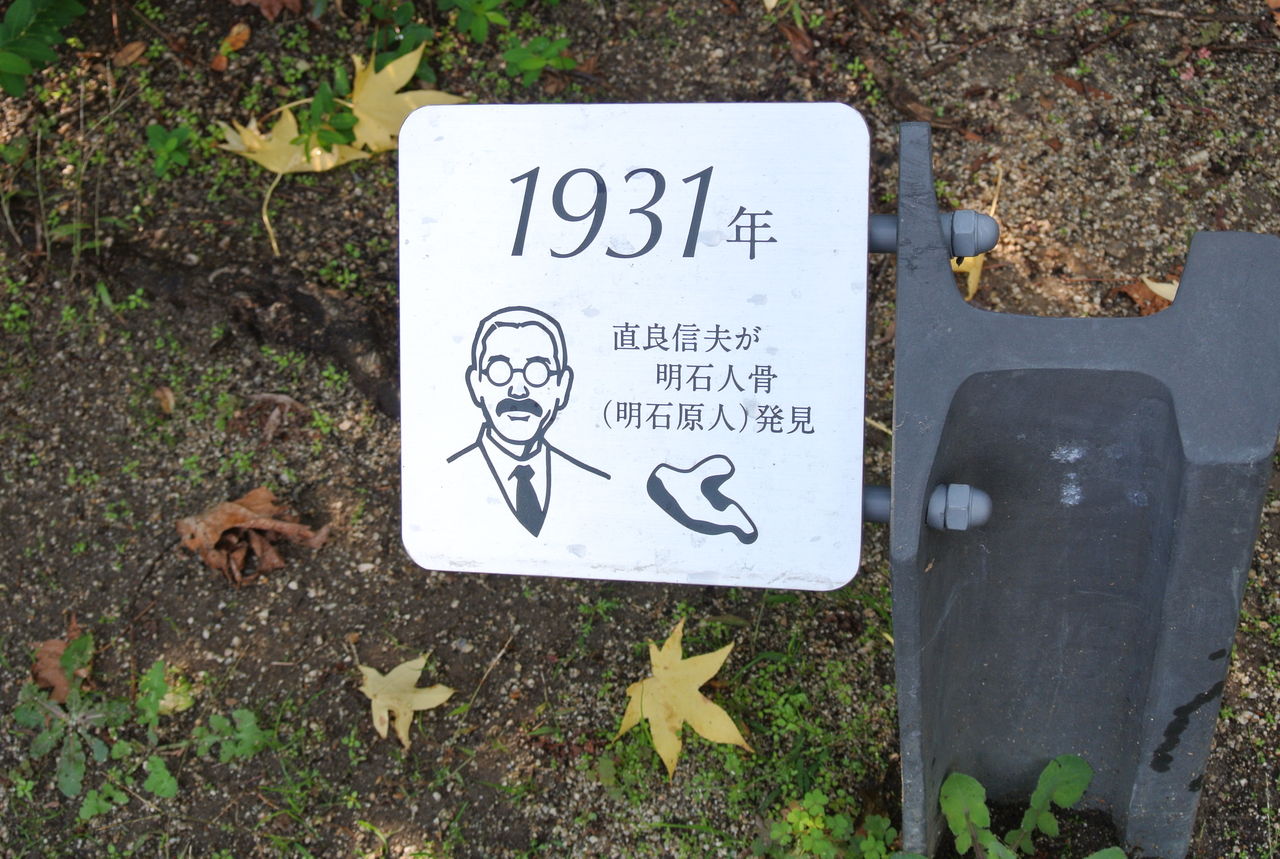 1931年
直良信夫が
明石人骨
(明石原人)発見